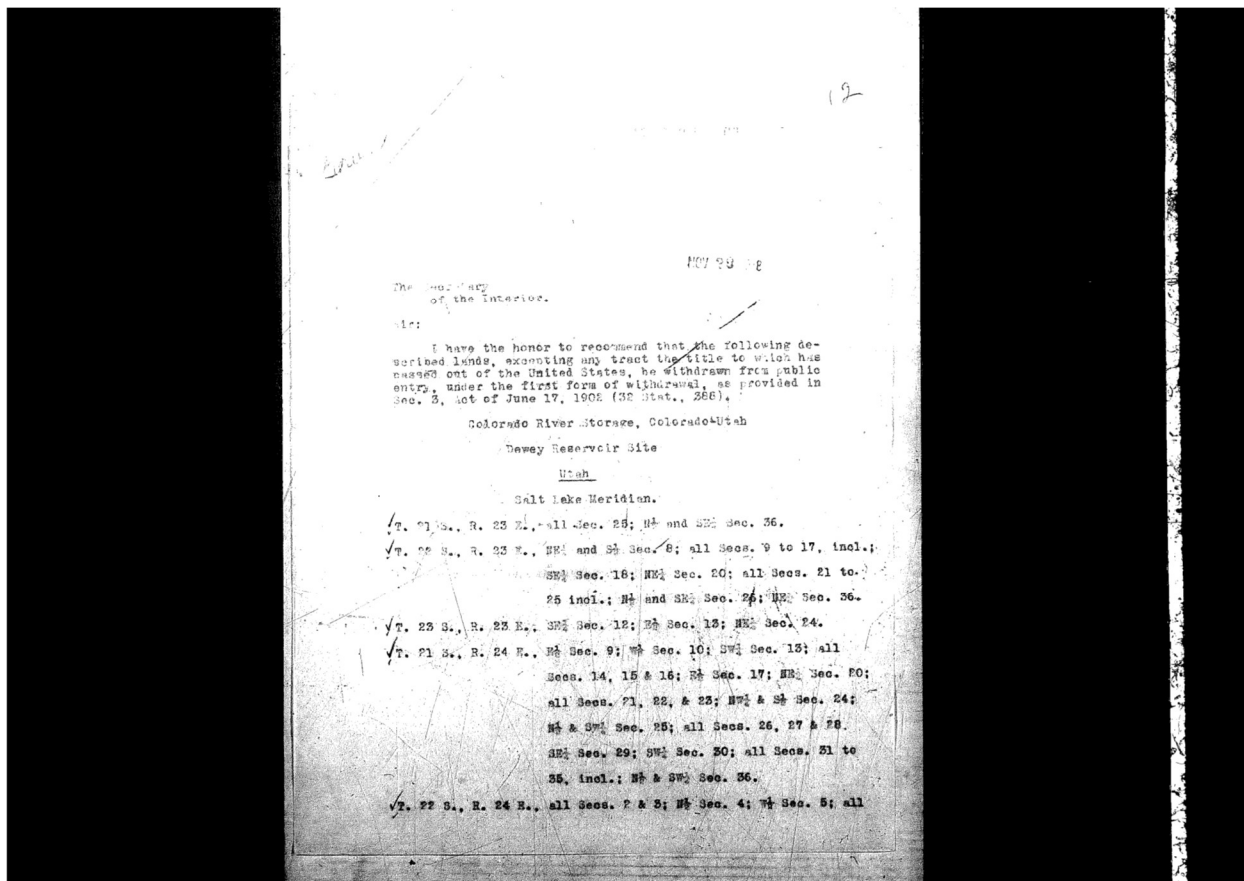 12
NOV
The Secretary
of the Interior.
Sir:
I have the honor to recommend that the following de-
scribed lands, excepting any tract the title to which has
passed out of the United States, be withdrawn from public
entry, under the first form of withdrawal, as provided in
Sec. 3, Act of June 17, 1902 (32 Stat., 388).
Colorado River Storage, Colorado-Utah
Dewey Reservoir Site
Utah
Salt Lake Meridian.
✓T. 21 S., R. 23 E., all Sec. 25; N½ and SE¼ Sec. 36.
✓T. 22 S., R. 23 E., NE¼ and S½ Sec. 8; all Secs. 9 to 17, incl.;
SE¼ Sec. 18; NE¼ Sec. 20; all Secs. 21 to
25 incl.; N½ and SE¼ Sec. 26; NE¼ Sec. 36.
✓T. 23 S., R. 23 E., SE¼ Sec. 12; E½ Sec. 13; NE¼ Sec. 24.
✓T. 21 S., R. 24 E., E½ Sec. 9; W½ Sec. 10; SW¼ Sec. 13; all
Secs. 14, 15 & 16; E½ Sec. 17; NE¼ Sec. 20;
all Secs. 21, 22, & 23; NW¼ & S½ Sec. 24;
N½ & SW¼ Sec. 25; all Secs. 26, 27 & 28.
SE¼ Sec. 29; SW¼ Sec. 30; all Secs. 31 to
35, incl.; N½ & SW¼ Sec. 36.
✓T. 22 S., R. 24 E., all Secs. 2 & 3; N½ Sec. 4; W½ Sec. 5; all